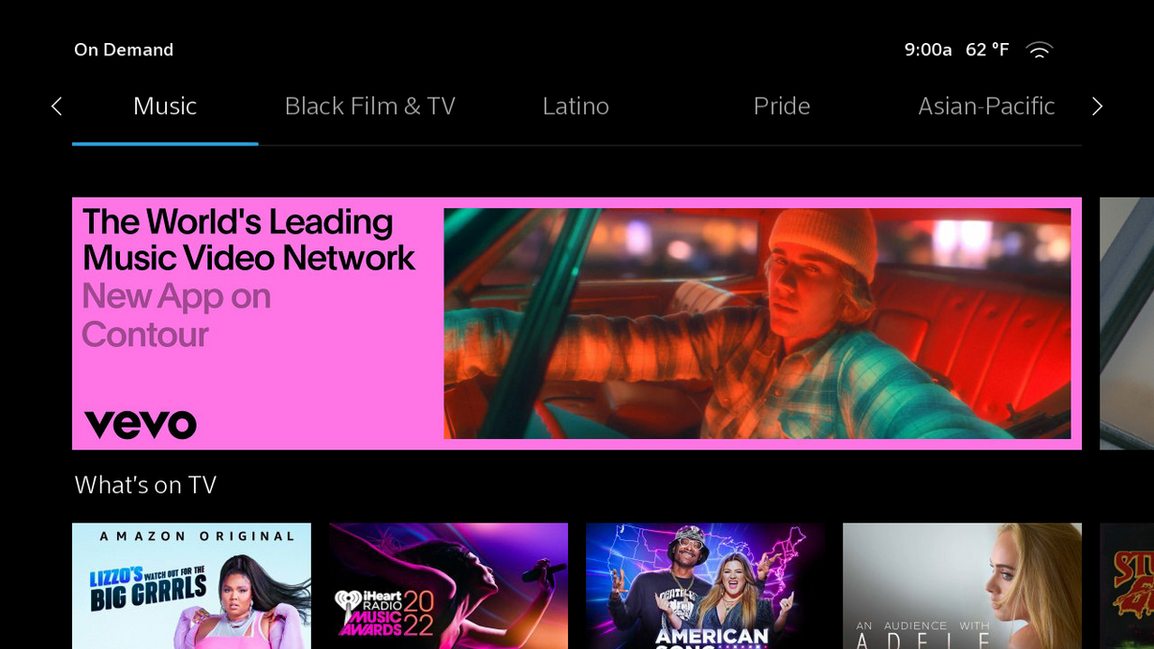 On Demand
9:00a 62 °F
Music Black Film & TV Latino Pride Asian-Pacific
The World's Leading
Music Video Network
New App on
Contour
vevo
What's on TV
AMAZON ORIGINAL
LIZZO'S WATCH OUT FOR THE
BIG GRRRLS
iHeart
RADIO
MUSIC
AWARDS
20
22
AMERICAN
SONG
AN AUDIENCE WITH
ADELE